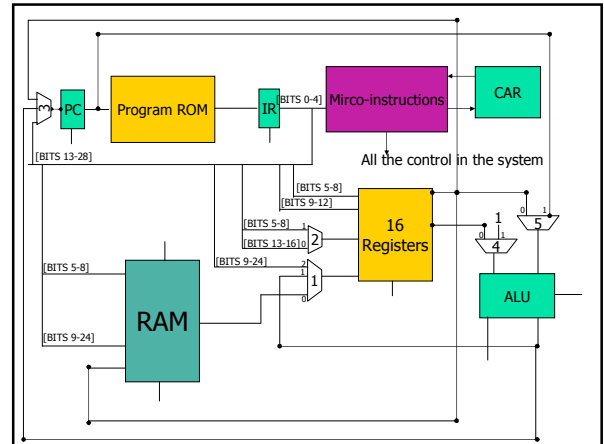 3
PC
Program ROM
IR
[BITS 0-4]
Mirco-instructions
CAR
All the control in the system
[BITS 13-28]
[BITS 5-8]
[BITS 9-12]
16
Registers
[BITS 5-8]
1
2
[BITS 13-16]
0
[BITS 9-24]
2
1
1
0
0
1
5
1
0
1
4
ALU
[BITS 5-8]
RAM
[BITS 9-24]